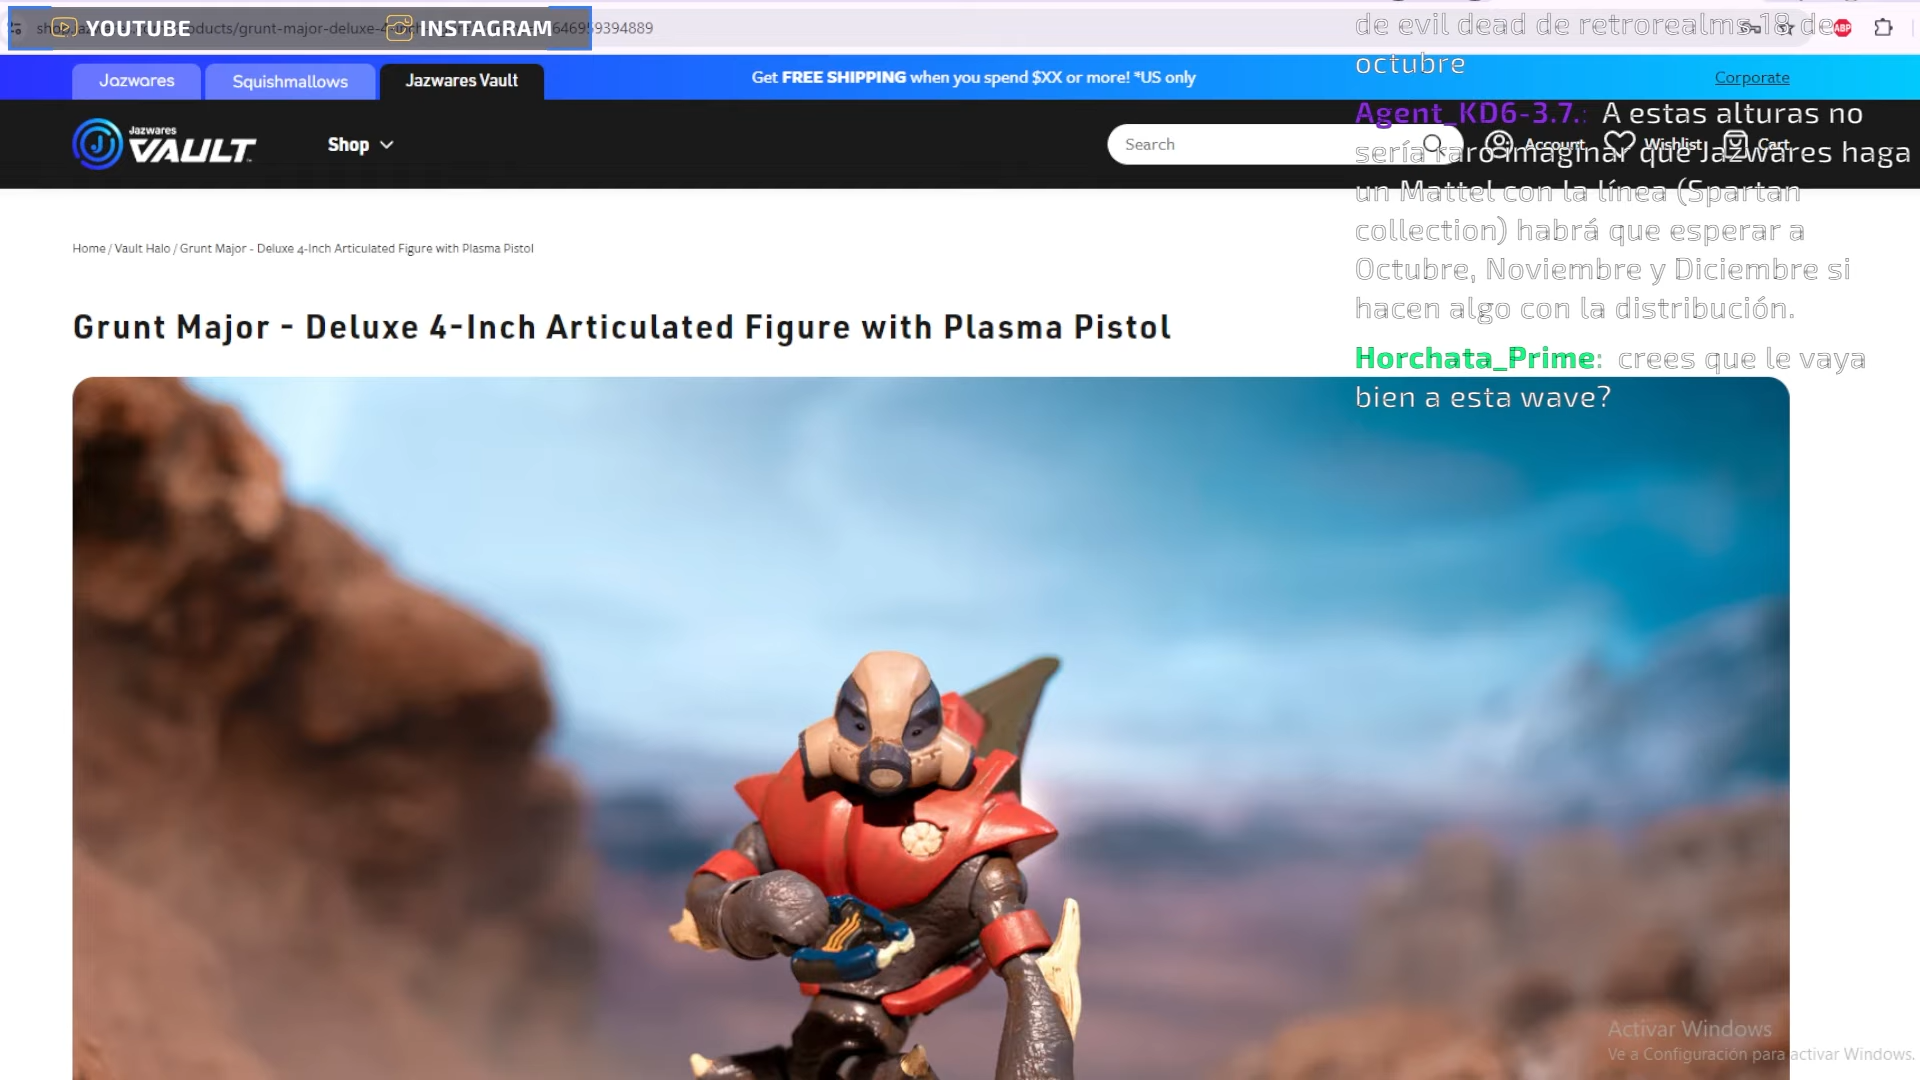 YOUTUBE
INSTAGRAM
646959394889
Jazwares
Squishmallows
Jazwares Vault
Get FREE SHIPPING when you spend $XX or more! *US only
Corporate
Jazwares
VAULT
Shop
Search
Account
Wishlist
Cart
Home / Vault Halo / Grunt Major - Deluxe 4-Inch Articulated Figure with Plasma Pistol
Grunt Major - Deluxe 4-Inch Articulated Figure with Plasma Pistol
de evil dead de retrorealms 18 de
octubre
Agent_KD6-3.7.: A estas alturas no
sería raro imaginar que Jazwares haga
un Mattel con la línea (Spartan
collection) habrá que esperar a
Octubre, Noviembre y Diciembre si
hacen algo con la distribución.
Horchata_Prime: crees que le vaya
bien a esta wave?
ABP
Activar Windows
Ve a Configuración para activar Windows.